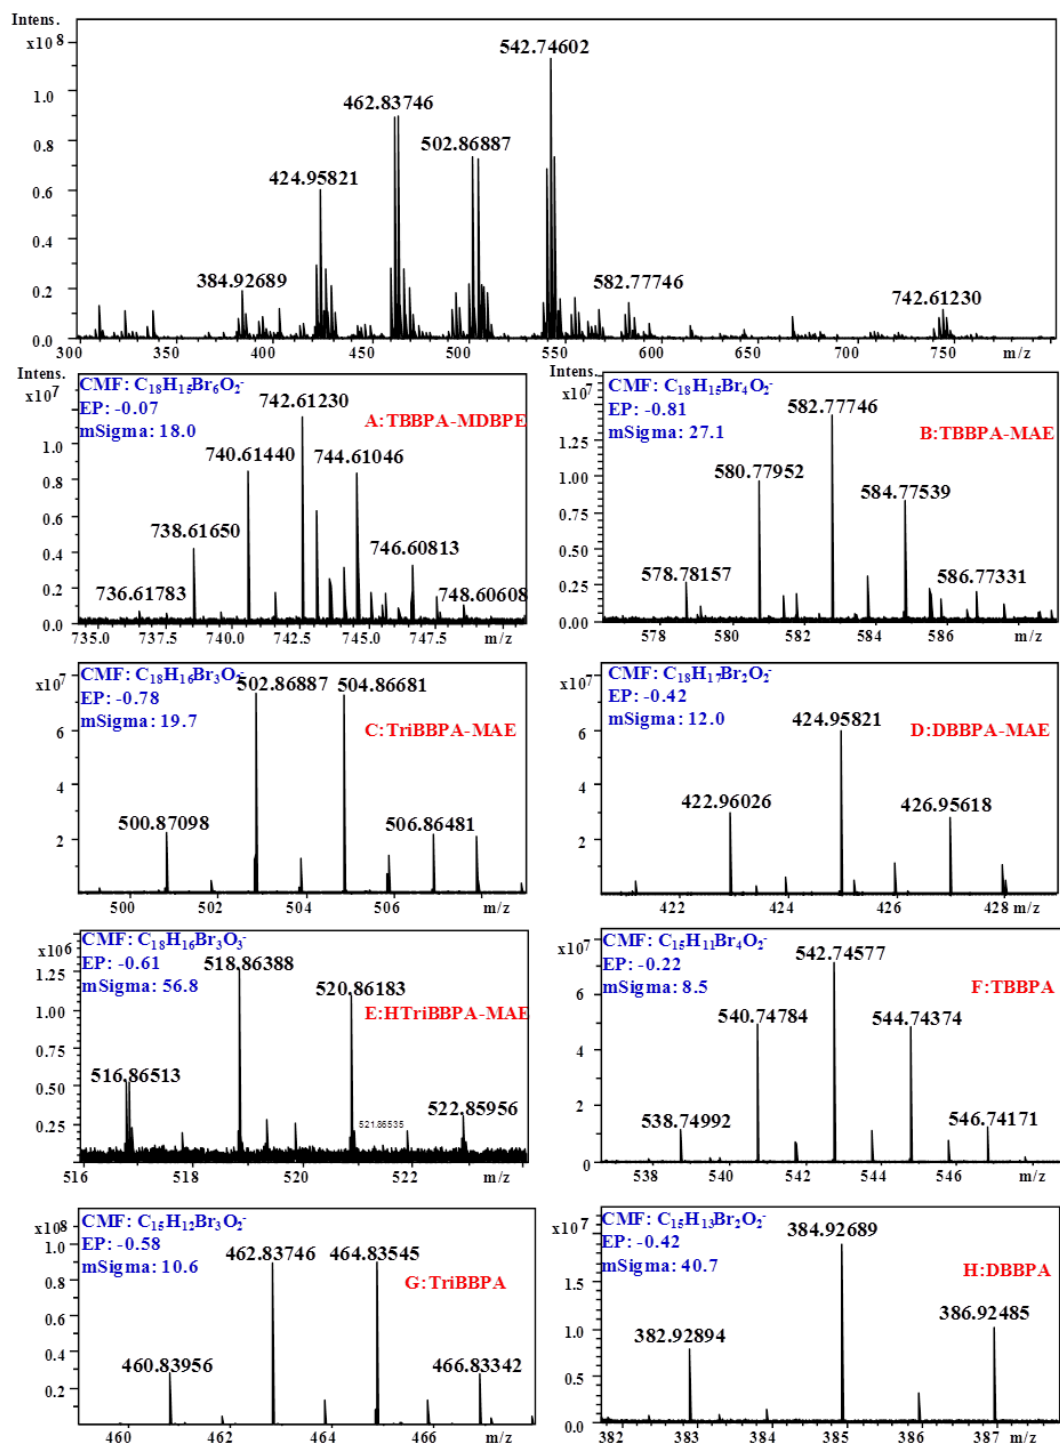 Intens.
x10⁸
542.74602
1.0
462.83746
0.8
502.86887
424.95821
0.6
0.4
384.92689
582.77746
0.2
742.61230
0.0
300 350 400 450 500 550 600 650 700 750 m/z
Intens.
x10⁷
CMF: C₁₈H₁₅Br₆O₂⁻
EP: -0.07
mSigma: 18.0
742.61230
A:TBBPA-MDBPE
1.0
740.61440
744.61046
0.8
0.6
738.61650
0.4
746.60813
0.2
736.61783
748.60608
0.0
735.0 737.5 740.0 742.5 745.0 747.5 m/z
x10⁷
CMF: C₁₈H₁₅Br₄O₂⁻
EP: -0.81
mSigma: 27.1
582.77746
B:TBBPA-MAE
1.25
580.77952
1.00
584.77539
0.75
0.50
578.78157
586.77331
0.25
0.00
578 580 582 584 586 m/z
x10⁷
CMF: C₁₈H₁₆Br₃O₂⁻
EP: -0.78
mSigma: 19.7
502.86887
504.86681
C:TriBBPA-MAE
6
4
500.87098
506.86481
2
500 502 504 506 m/z
x10⁷
CMF: C₁₈H₁₇Br₂O₂⁻
EP: -0.42
mSigma: 12.0
424.95821
D:DBBPA-MAE
6
4
422.96026
426.95618
2
422 424 426 428 m/z
x10⁶
CMF: C₁₈H₁₆Br₃O₃⁻
EP: -0.61
mSigma: 56.8
518.86388
520.86183
E:HTriBBPA-MAE
1.25
1.00
0.75
516.86513
0.50
522.85956
521.86535
0.25
516 518 520 522 m/z
x10⁷
CMF: C₁₅H₁₁Br₄O₂⁻
EP: -0.22
mSigma: 8.5
542.74577
F:TBBPA
6
540.74784
544.74374
4
2
538.74992
546.74171
0
538 540 542 544 546 m/z
x10⁸
CMF: C₁₅H₁₂Br₃O₂⁻
EP: -0.58
mSigma: 10.6
462.83746
464.83545
G:TriBBPA
1.0
0.8
0.6
0.4
460.83956
466.83342
0.2
460 462 464 466 m/z
x10⁷
CMF: C₁₅H₁₃Br₂O₂⁻
EP: -0.42
mSigma: 40.7
384.92689
H:DBBPA
1.5
386.92485
1.0
382.92894
0.5
0.0
382 383 384 385 386 387 m/z